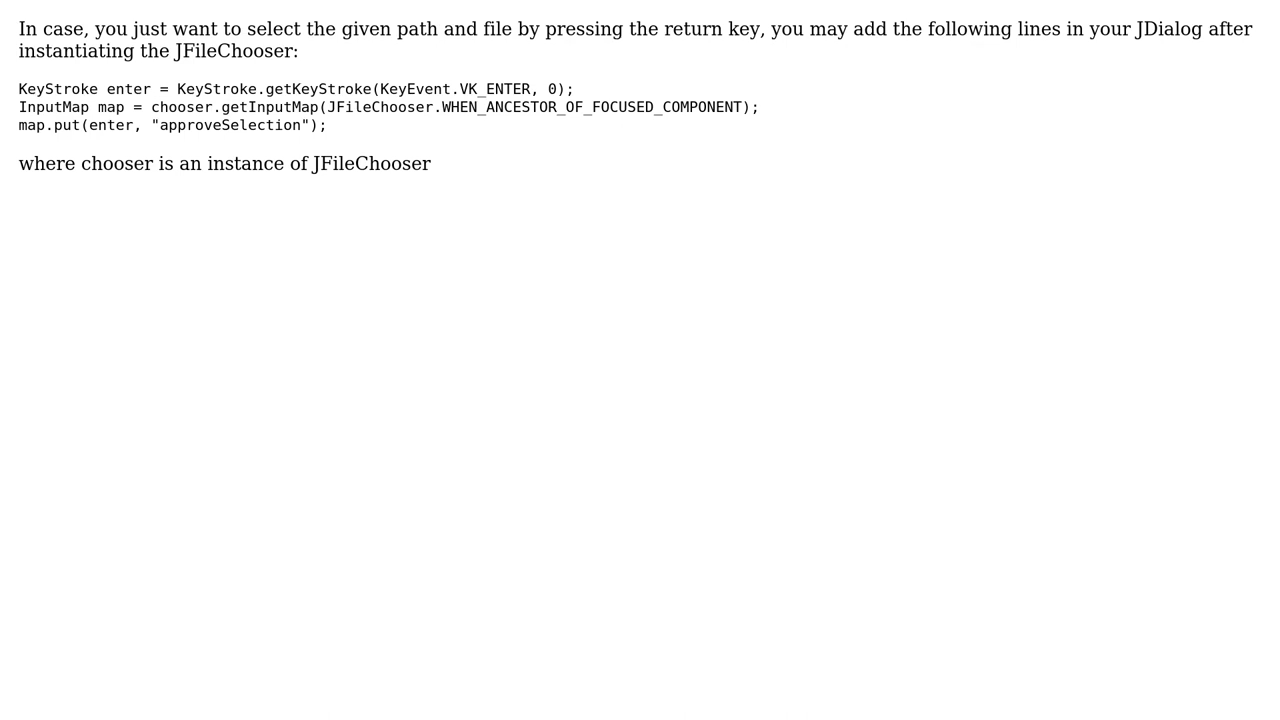 In case, you just want to select the given path and file by pressing the return key, you may add the following lines in your JDialog after
instantiating the JFileChooser:
KeyStroke enter = KeyStroke.getKeyStroke(KeyEvent.VK_ENTER, 0);
InputMap map = chooser.getInputMap(JFileChooser.WHEN_ANCESTOR_OF_FOCUSED_COMPONENT);
map.put(enter, "approveSelection");
where chooser is an instance of JFileChooser